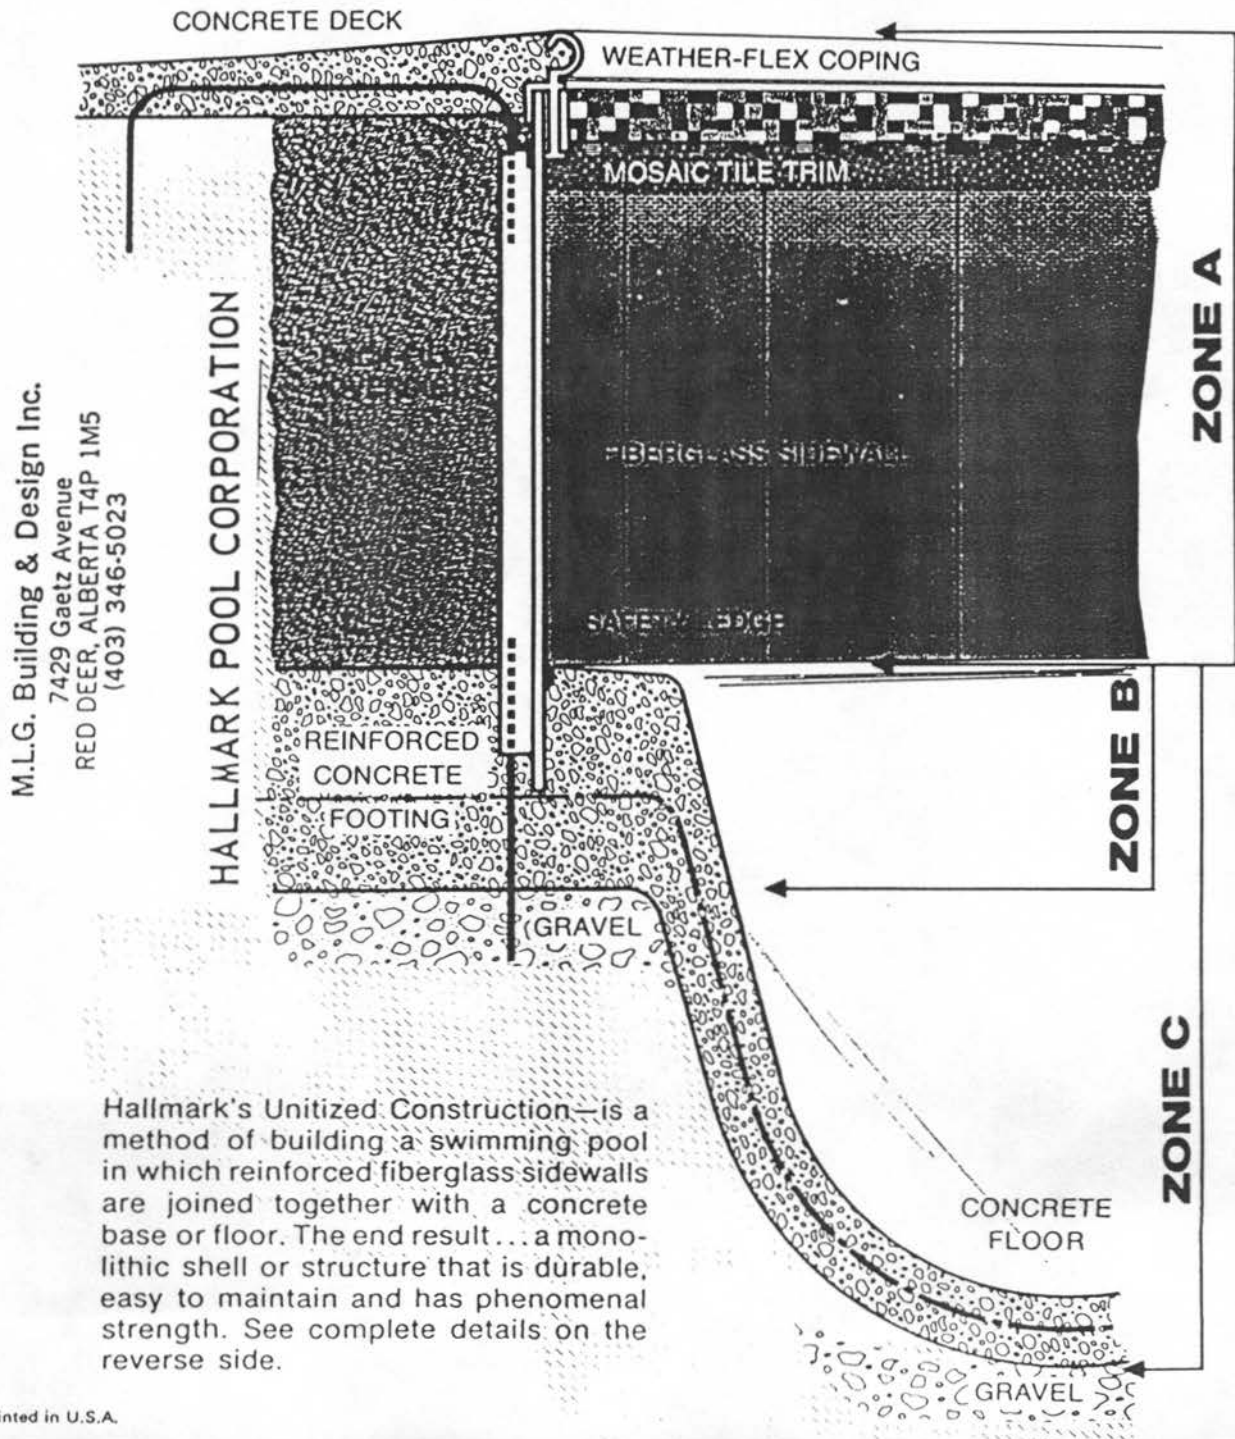 CONCRETE DECK
WEATHER-FLEX COPING
MOSAIC TILE TRIM
FIBERGLASS SIDEWALL
SAFETY LEDGE
ZONE A
ZONE B
ZONE C
M.L.G. Building & Design Inc.
7429 Gaetz Avenue
RED DEER, ALBERTA T4P 1M5
(403) 346-5023
HALLMARK POOL CORPORATION
REINFORCED
CONCRETE
FOOTING
GRAVEL
Hallmark's Unitized Construction—is a
method of building a swimming pool
in which reinforced fiberglass sidewalls
are joined together with a concrete
base or floor. The end result...a mono-
lithic shell or structure that is durable,
easy to maintain and has phenomenal
strength. See complete details on the
reverse side.
CONCRETE
FLOOR
GRAVEL
inted in U.S.A.